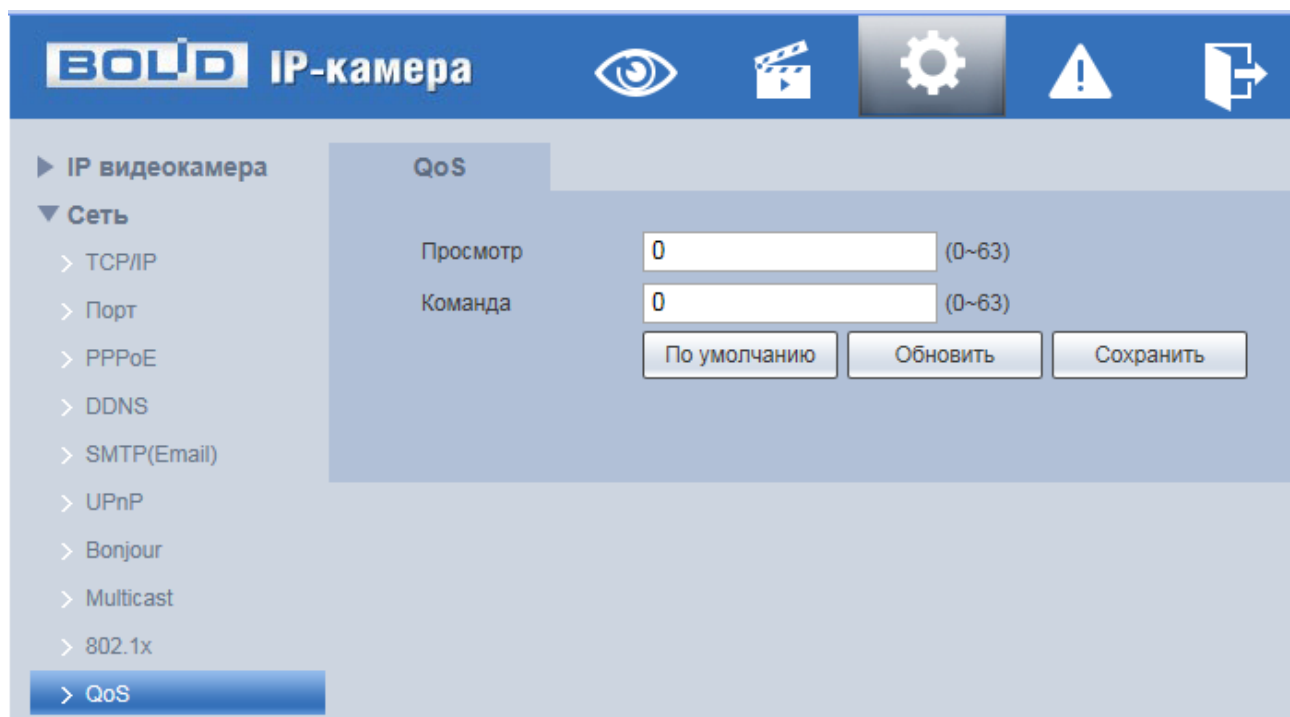 BOLID IP-камера
IP видеокамера
Сеть
TCP/IP
Порт
PPPoE
DDNS
SMTP(Email)
UPnP
Bonjour
Multicast
802.1x
QoS
QoS
Просмотр 0 (0~63)
Команда 0 (0~63)
По умолчанию Обновить Сохранить